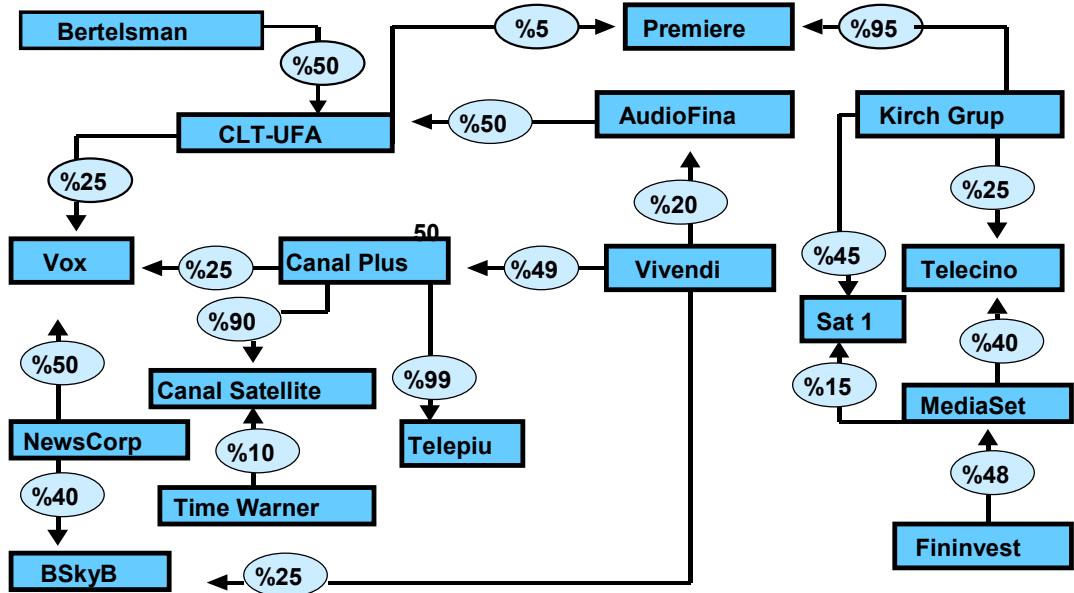 Bertelsman
%5
Premiere
%95
%50
CLT-UFA
%50
AudioFina
Kirch Grup
%25
%20
%25
50
Vox
%25
Canal Plus
%49
Vivendi
%45
Telecino
%90
Sat 1
%50
%99
%15
%40
Canal Satellite
MediaSet
NewsCorp
%10
Telepiu
%48
%40
Time Warner
Fininvest
BSkyB
%25